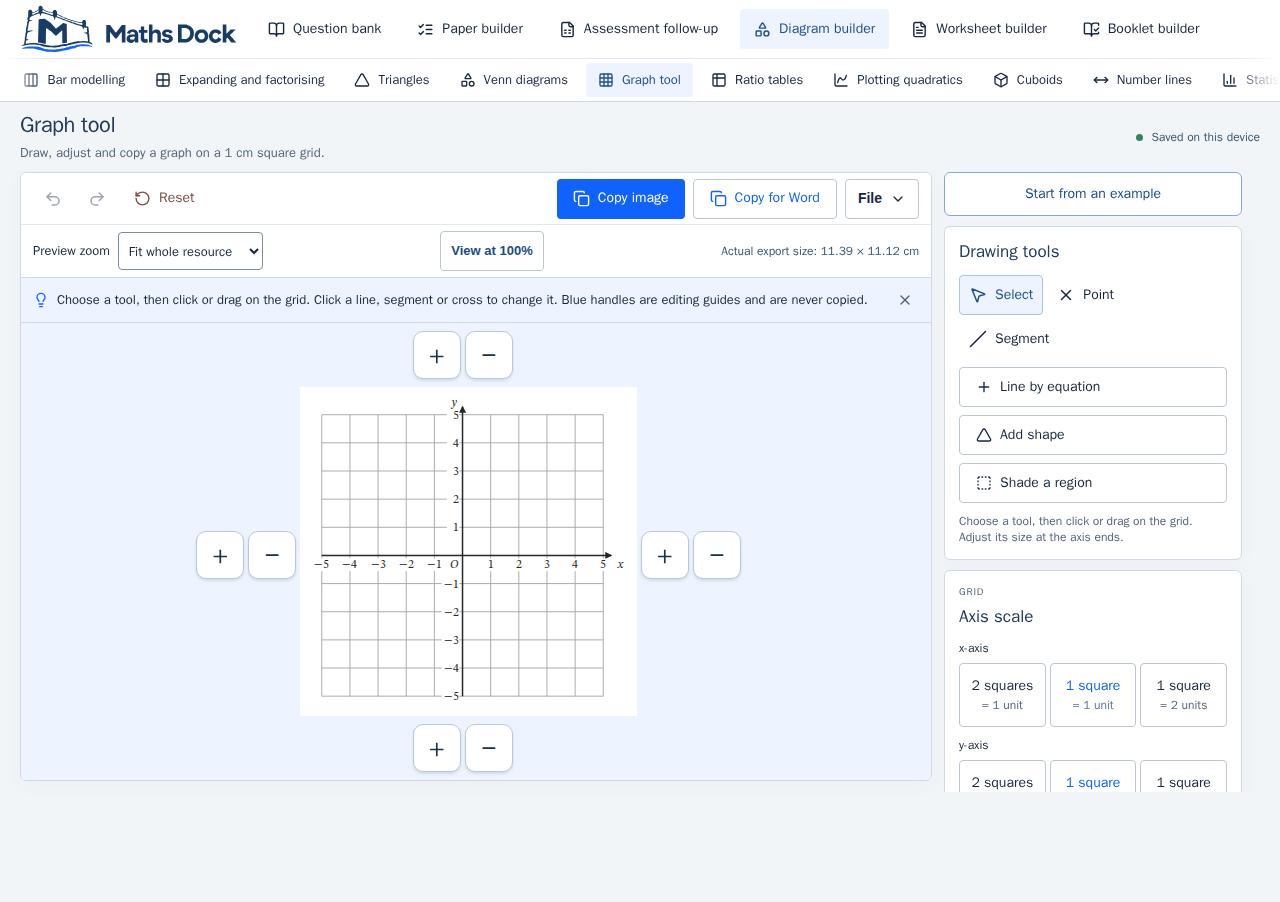 Maths Dock
Question bank
Paper builder
Assessment follow-up
Diagram builder
Worksheet builder
Booklet builder
Bar modelling
Expanding and factorising
Triangles
Venn diagrams
Graph tool
Ratio tables
Plotting quadratics
Cuboids
Number lines
Statis
Graph tool
Draw, adjust and copy a graph on a 1 cm square grid.
Saved on this device
Reset
Copy image
Copy for Word
File
Preview zoom
Fit whole resource
View at 100%
Actual export size: 11.39 × 11.12 cm
Choose a tool, then click or drag on the grid. Click a line, segment or cross to change it. Blue handles are editing guides and are never copied.
+ −
y
5
4
3
2
1
+ −
+ −
−5 −4 −3 −2 −1 O 1 2 3 4 5 x
−1
−2
−3
−4
−5
+ −
Start from an example
Drawing tools
Select
Point
Segment
Line by equation
Add shape
Shade a region
Choose a tool, then click or drag on the grid.
Adjust its size at the axis ends.
GRID
Axis scale
x-axis
2 squares
= 1 unit
1 square
= 1 unit
1 square
= 2 units
y-axis
2 squares
1 square
1 square